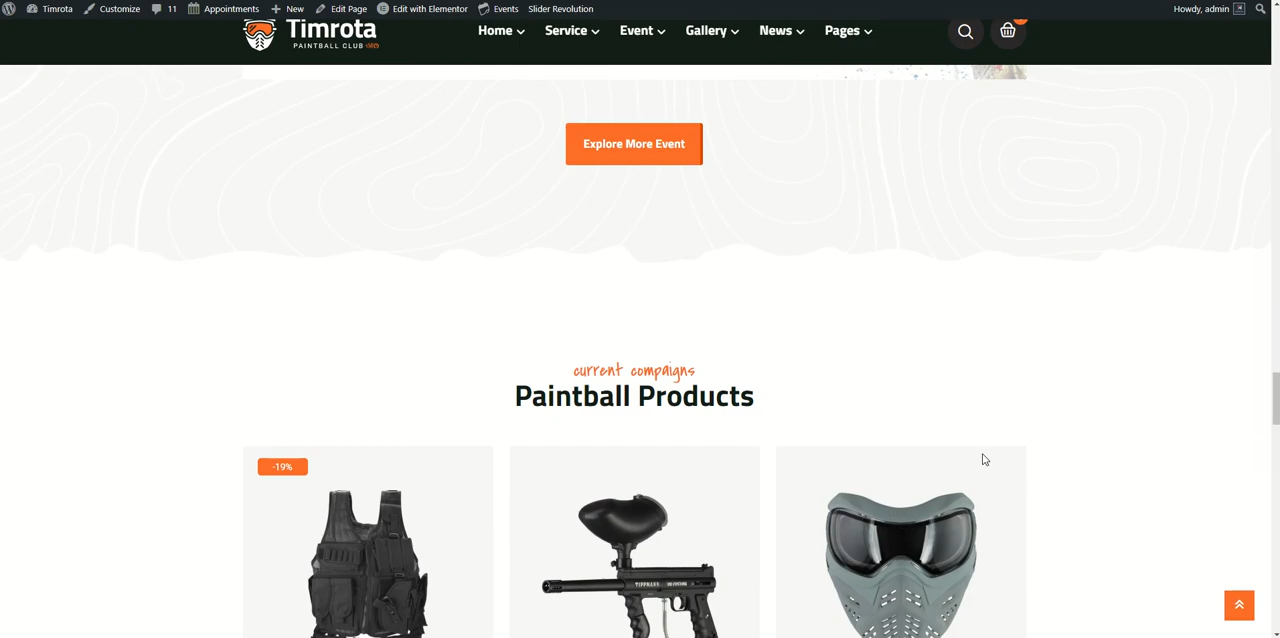 Timrota Customize 11 Appointments New Edit Page Edit with Elementor Events Slider Revolution Howdy, admin
Timrota
PAINTBALL CLUB
Home Service Event Gallery News Pages
Explore More Event
current compaigns
Paintball Products
-19%
TIPPMANN